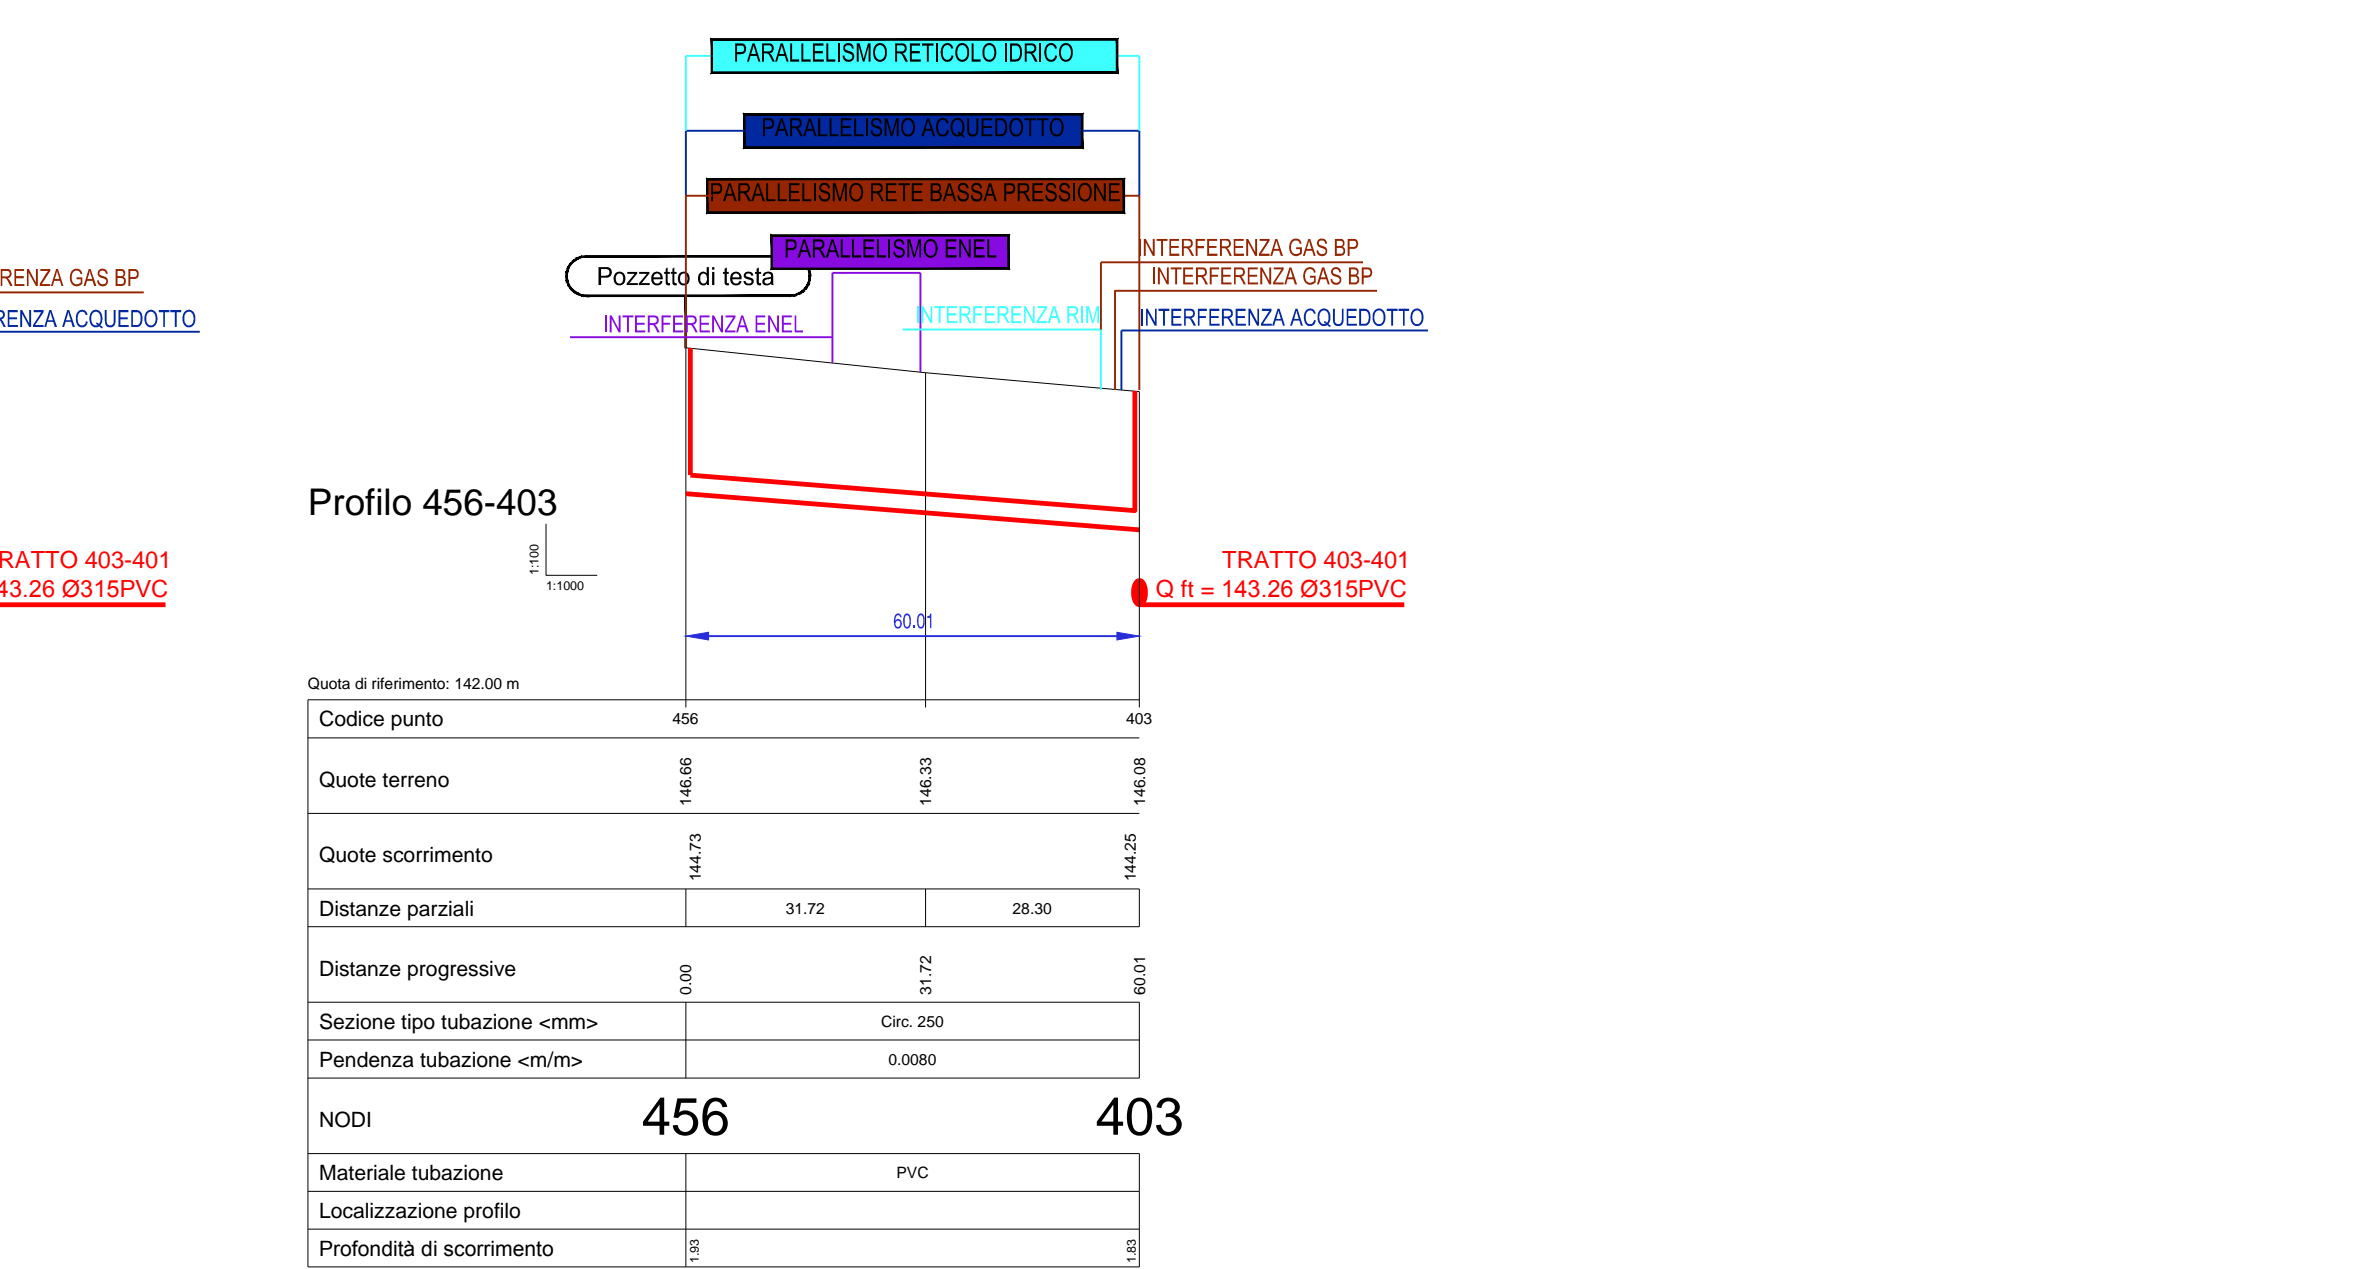 PARALLELISMO RETICOLO IDRICO
PARALLELISMO ACQUEDOTTO
PARALLELISMO RETE BASSA PRESSIONE
PARALLELISMO ENEL
Pozzetto di testa
INTERFERENZA GAS BP
INTERFERENZA GAS BP
RENZA GAS BP
RENZA ACQUEDOTTO
INTERFERENZA ENEL
INTERFERENZA RIM
INTERFERENZA ACQUEDOTTO
Profilo 456-403
1:100
1:1000
RATTO 403-401
43.26 Ø315PVC
TRATTO 403-401
Q ft = 143.26 Ø315PVC
60.01
Quota di riferimento: 142.00 m
Codice punto 456 403
Quote terreno 146.66 146.33 146.08
Quote scorrimento 144.73 144.25
Distanze parziali 31.72 28.30
Distanze progressive 0.00 31.72 60.01
Sezione tipo tubazione <mm> Circ. 250
Pendenza tubazione <m/m> 0.0080
NODI 456 403
Materiale tubazione PVC
Localizzazione profilo
Profondità di scorrimento 1.93 1.83